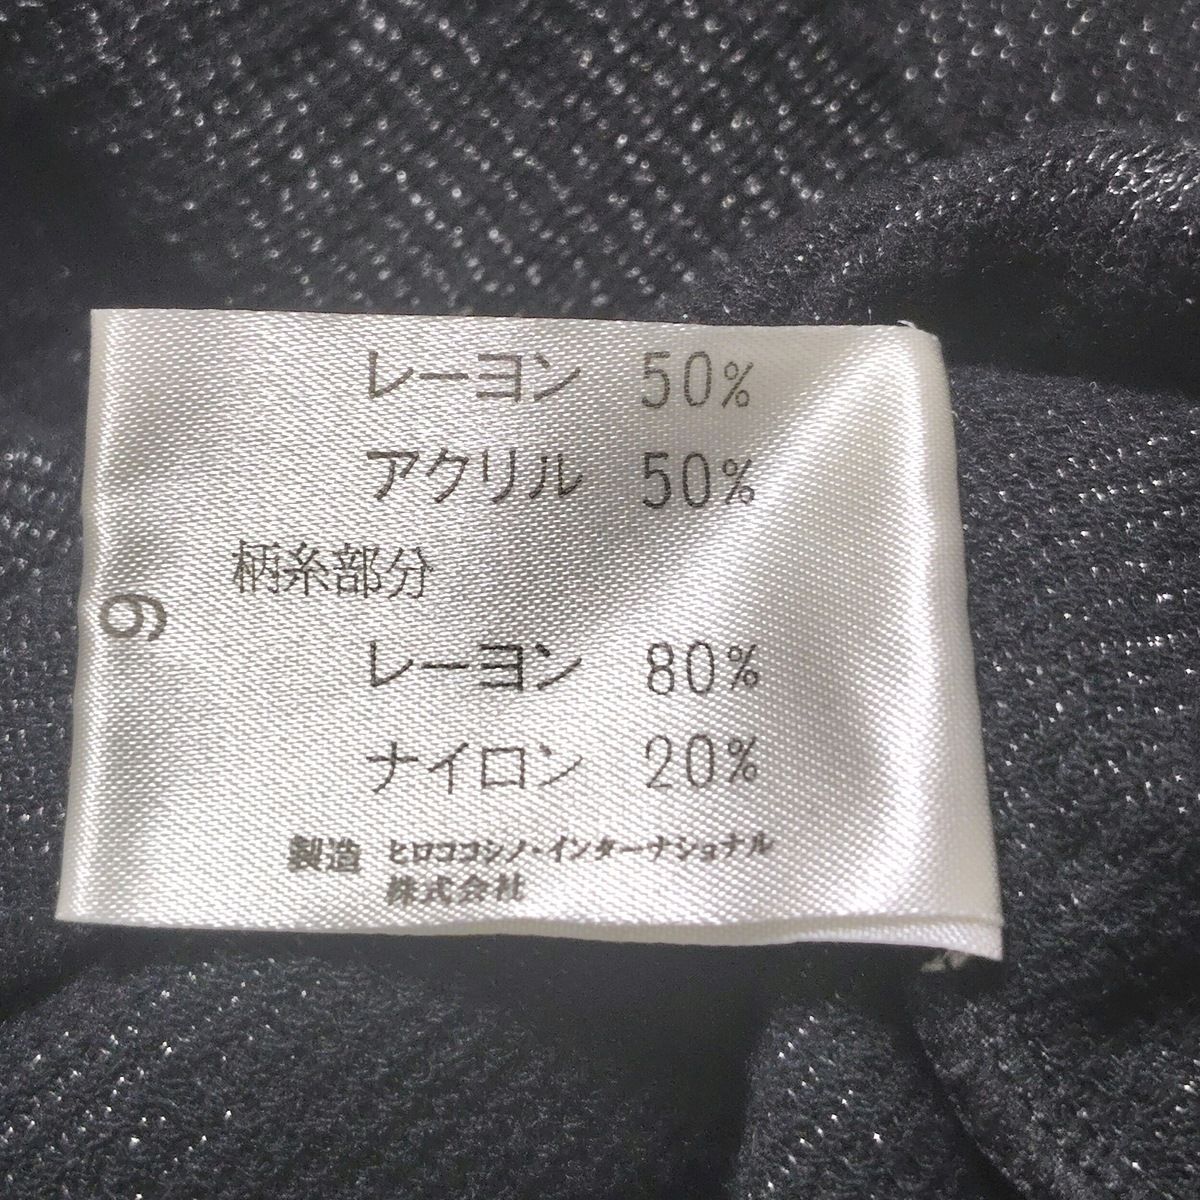 レーヨン 50%
アクリル 50%
柄糸部分
レーヨン 80%
ナイロン 20%
製造 ヒロココシノ・インターナショナル
株式会社
9